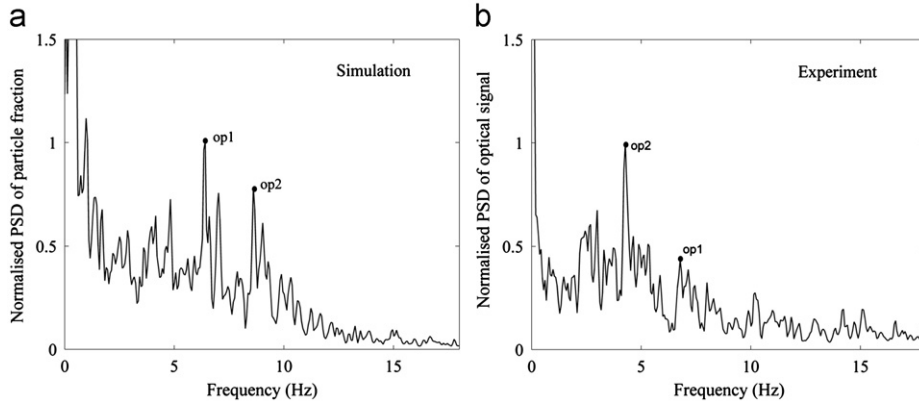 a
Normalised PSD of particle fraction
1.5
1
0.5
0
0
5
10
15
Frequency (Hz)
Simulation
op1
op2
b
Normalised PSD of optical signal
1.5
1
0.5
0
0
5
10
15
Frequency (Hz)
Experiment
op2
op1